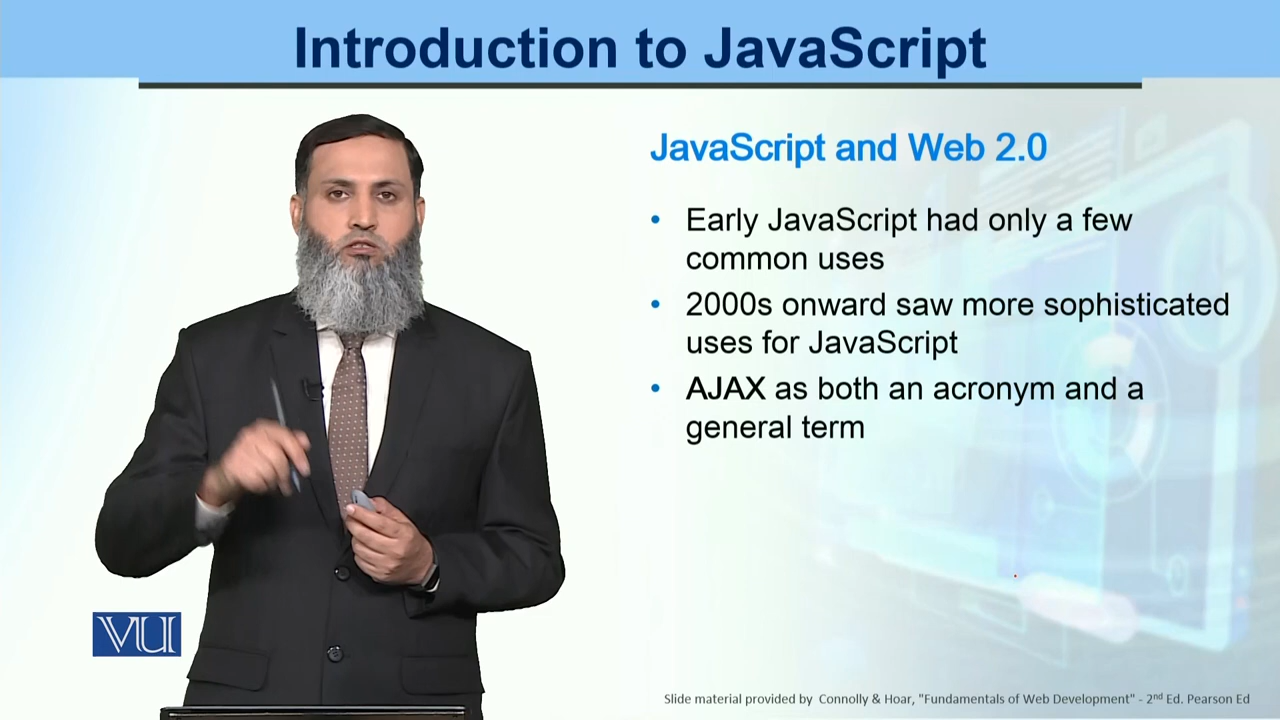 Introduction to JavaScript
JavaScript and Web 2.0
• Early JavaScript had only a few
common uses
• 2000s onward saw more sophisticated
uses for JavaScript
• AJAX as both an acronym and a
general term
VU
Slide material provided by Connolly & Hoar, "Fundamentals of Web Development" - 2nd Ed. Pearson Ed